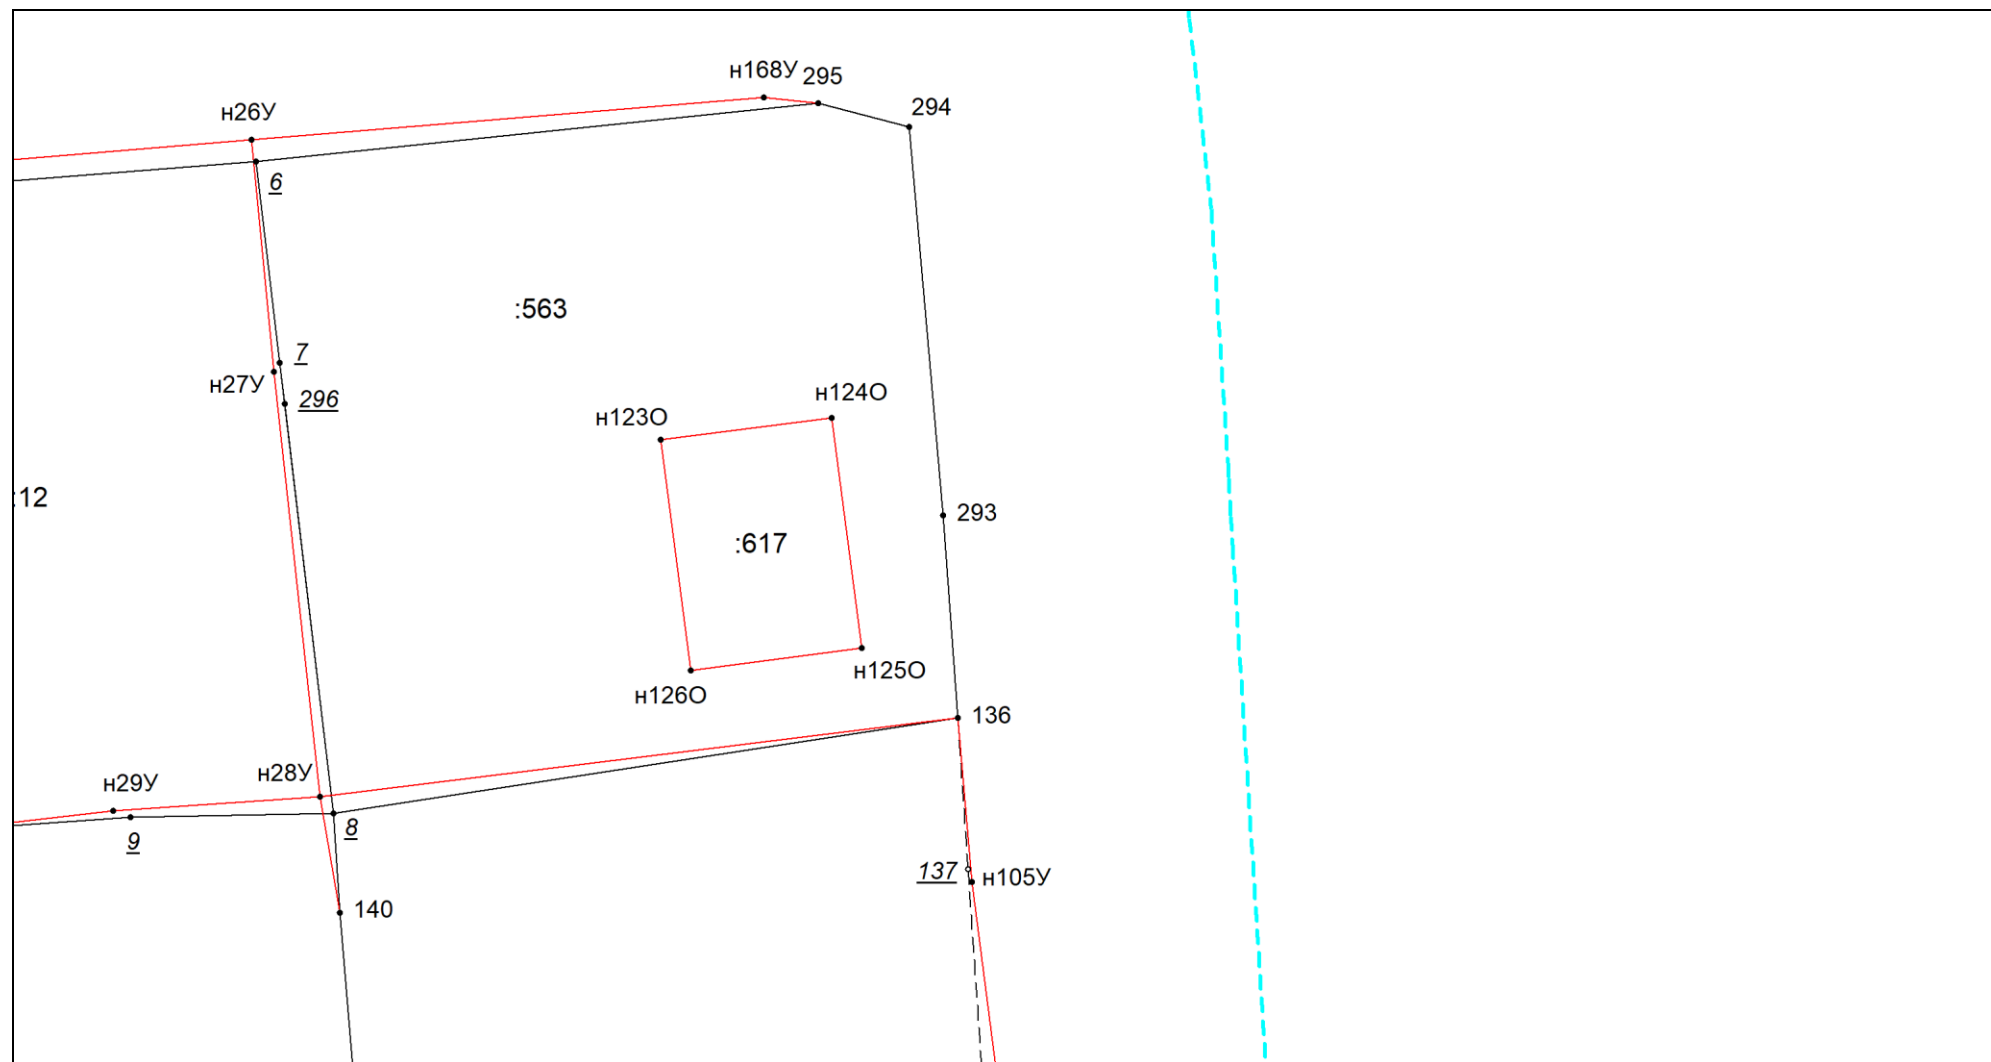 н168У 295
294
н26У
6
:563
7
н27У
296
н124О
н123О
:12
293
:617
н125О
н126О
136
н28У
н29У
8
9
137 н105У
140